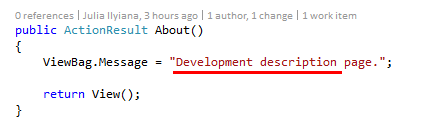 0 references | Julia Ilyiana, 3 hours ago | 1 author, 1 change | 1 work item
public ActionResult About()
{
ViewBag.Message = "Development description page.";
return View();
}